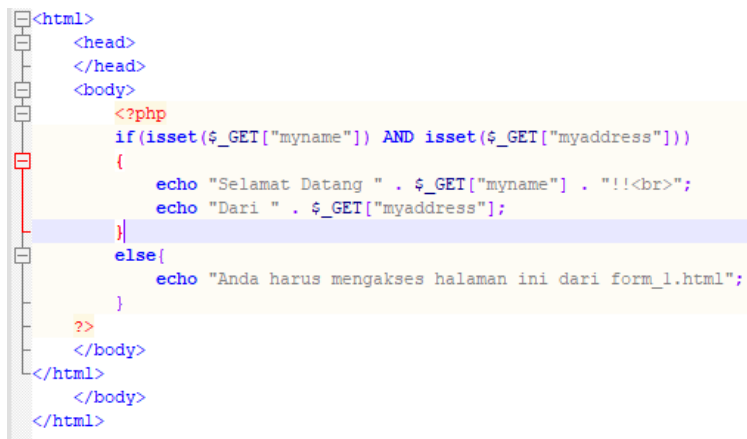 <html>
<head>
</head>
<body>
<?php
if(isset($_GET["myname"]) AND isset($_GET["myaddress"]))
{
echo "Selamat Datang " . $_GET["myname"] . "!!<br>";
echo "Dari " . $_GET["myaddress"];
}
else{
echo "Anda harus mengakses halaman ini dari form_1.html";
}
?>
</body>
</html>
</body>
</html>